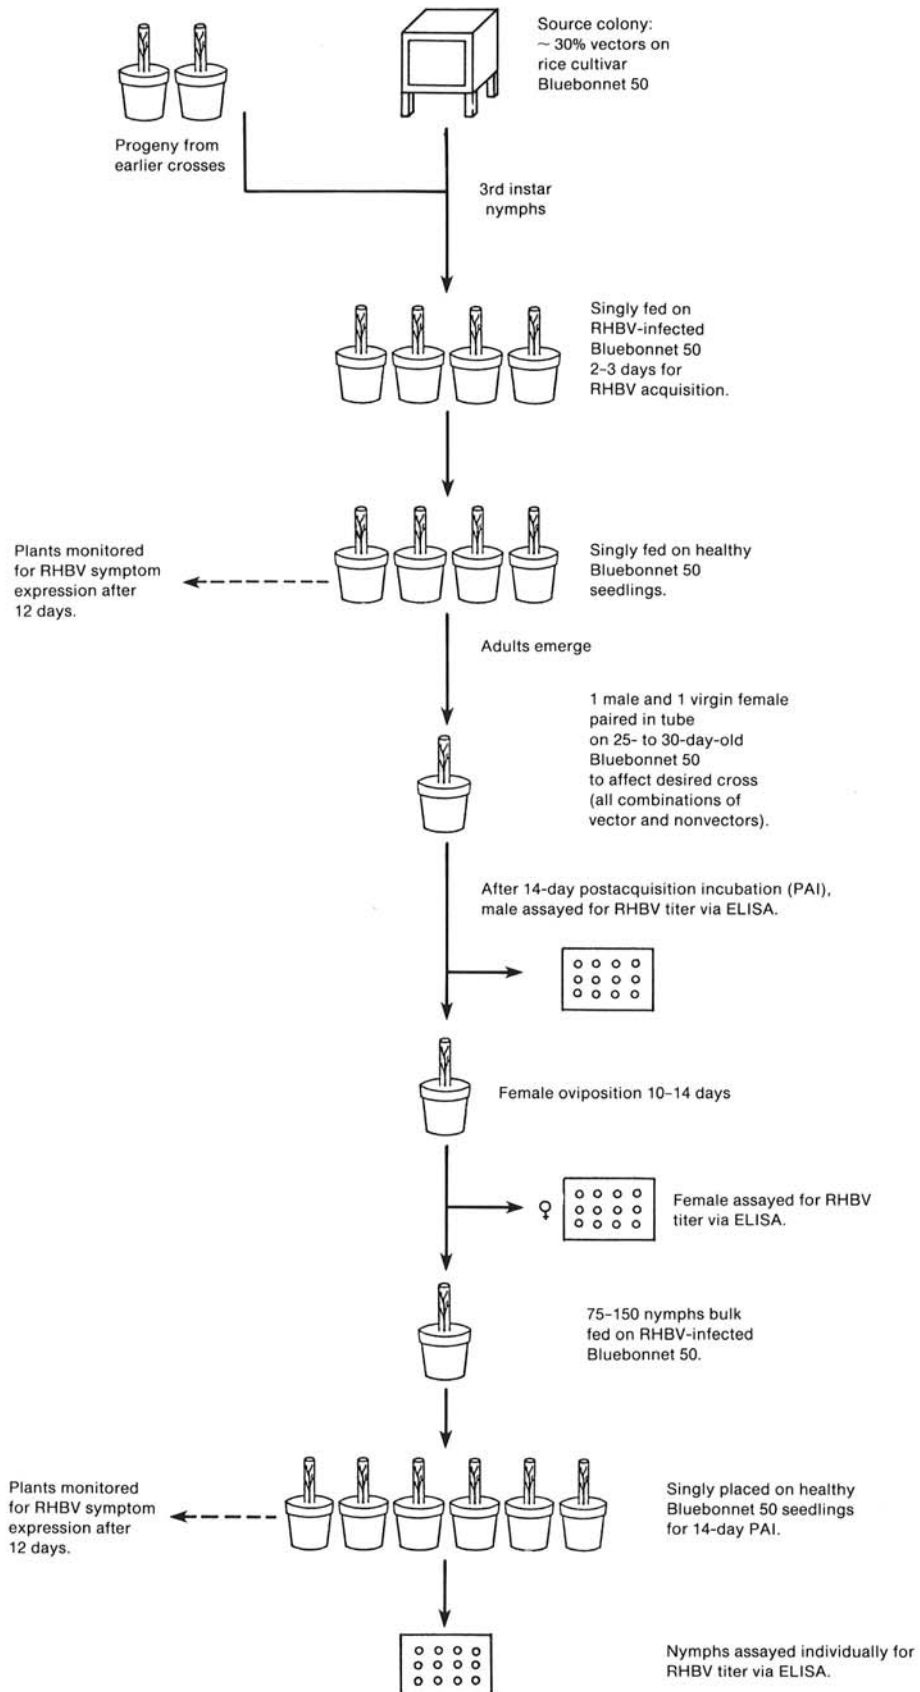 Source colony:
~ 30% vectors on
rice cultivar
Bluebonnet 50
Progeny from
earlier crosses
3rd instar
nymphs
Singly fed on
RHBV-infected
Bluebonnet 50
2–3 days for
RHBV acquisition.
Plants monitored
for RHBV symptom
expression after
12 days.
Singly fed on healthy
Bluebonnet 50
seedlings.
Adults emerge
1 male and 1 virgin female
paired in tube
on 25- to 30-day-old
Bluebonnet 50
to affect desired cross
(all combinations of
vector and nonvectors).
After 14-day postacquisition incubation (PAI),
male assayed for RHBV titer via ELISA.
Female oviposition 10–14 days
♀
Female assayed for RHBV
titer via ELISA.
75–150 nymphs bulk
fed on RHBV-infected
Bluebonnet 50.
Plants monitored
for RHBV symptom
expression after
12 days.
Singly placed on healthy
Bluebonnet 50 seedlings
for 14-day PAI.
Nymphs assayed individually for
RHBV titer via ELISA.